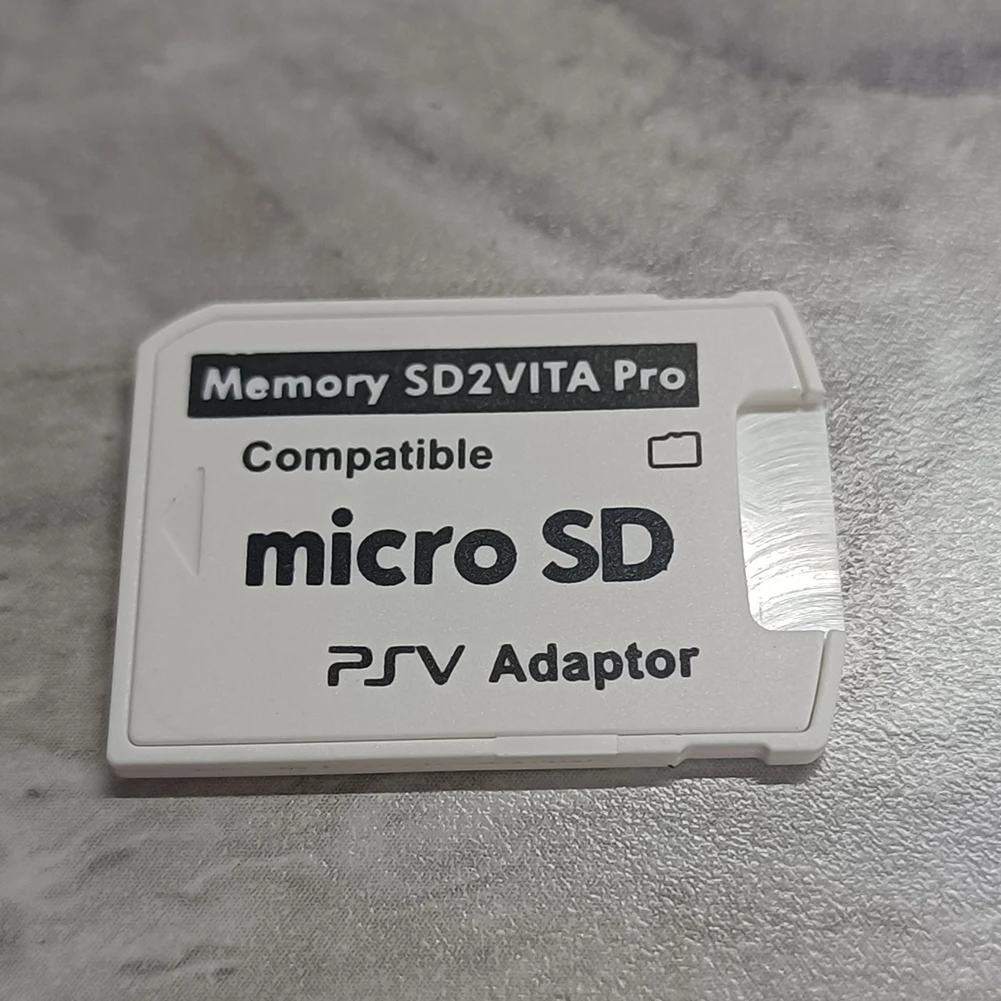 Memory SD2VITA Pro
Compatible
micro SD
PSV Adaptor